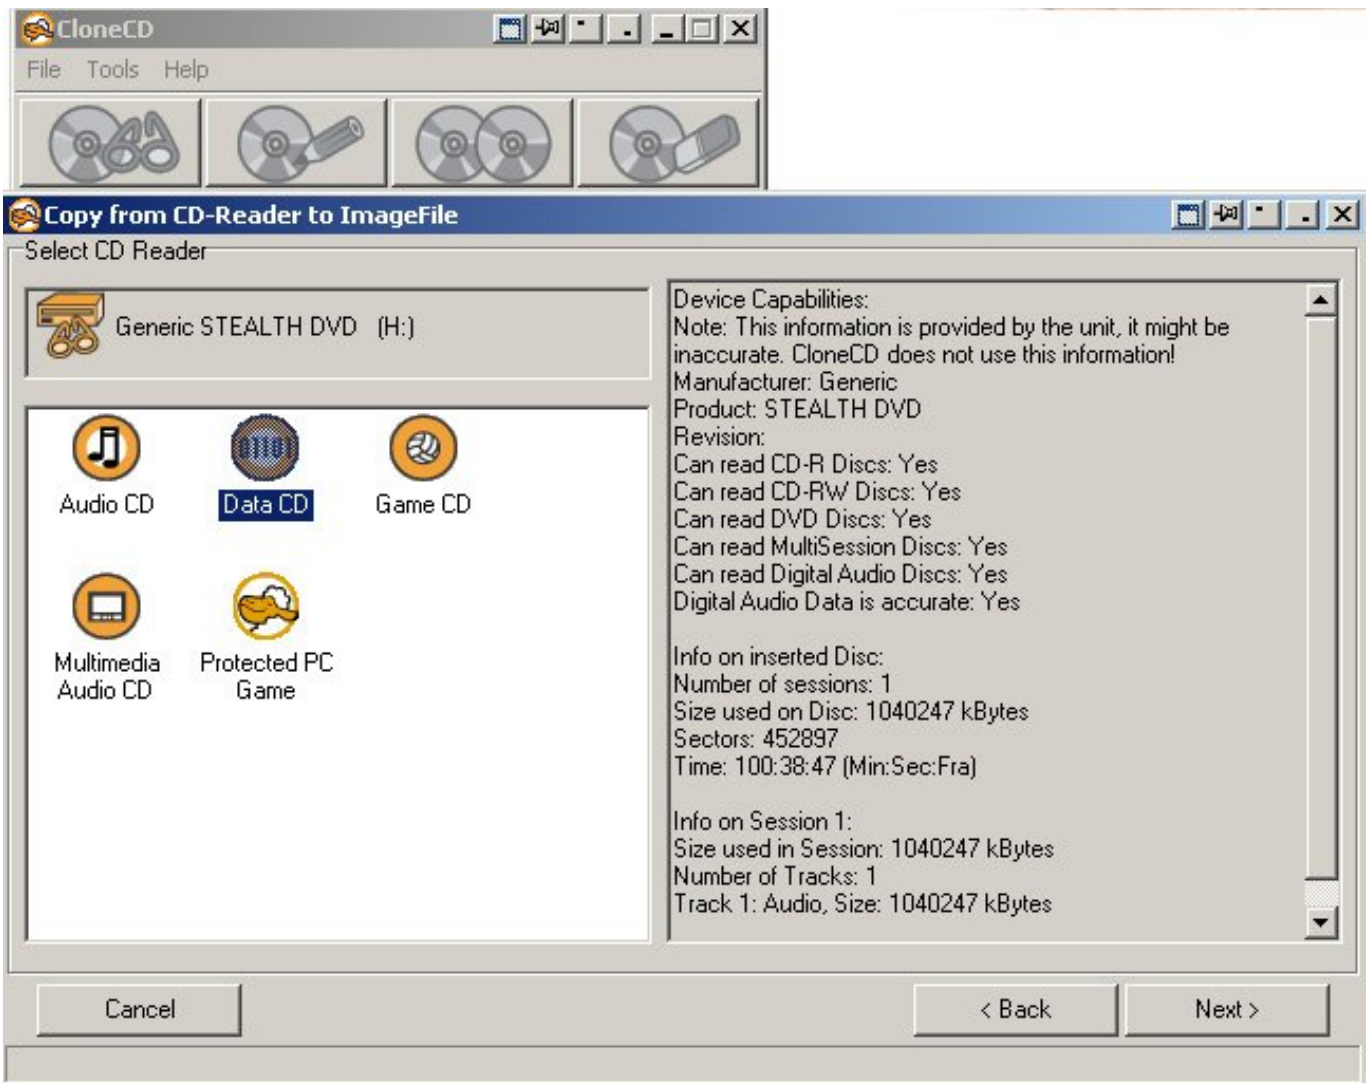 CloneCD
File Tools Help
Copy from CD-Reader to ImageFile
Select CD Reader
Generic STEALTH DVD (H:)
Audio CD
Data CD
Game CD
Multimedia
Audio CD
Protected PC
Game
Device Capabilities:
Note: This information is provided by the unit, it might be
inaccurate. CloneCD does not use this information!
Manufacturer: Generic
Product: STEALTH DVD
Revision:
Can read CD-R Discs: Yes
Can read CD-RW Discs: Yes
Can read DVD Discs: Yes
Can read MultiSession Discs: Yes
Can read Digital Audio Discs: Yes
Digital Audio Data is accurate: Yes
Info on inserted Disc:
Number of sessions: 1
Size used on Disc: 1040247 kBytes
Sectors: 452897
Time: 100:38:47 (Min:Sec:Fra)
Info on Session 1:
Size used in Session: 1040247 kBytes
Number of Tracks: 1
Track 1: Audio, Size: 1040247 kBytes
Cancel
< Back
Next >